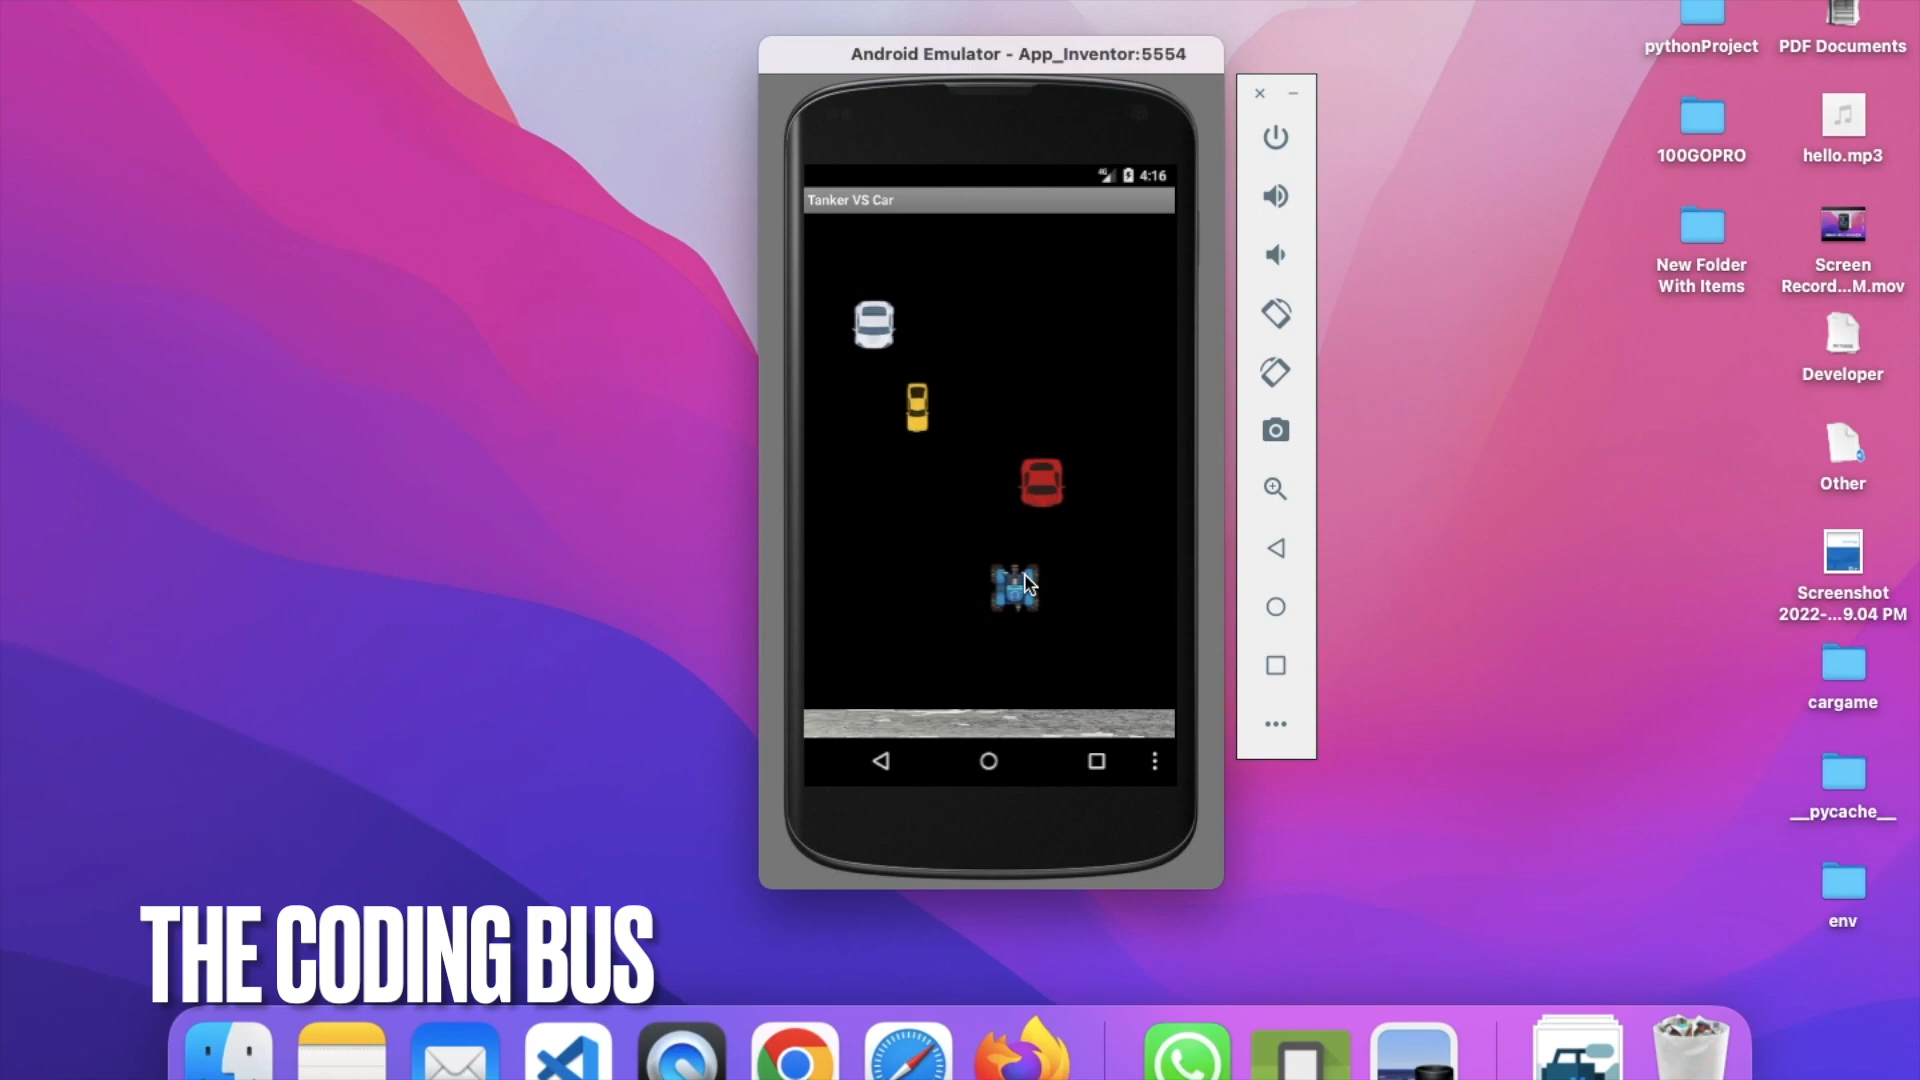 Android Emulator - App_Inventor:5554
4G
4:16
Tanker VS Car
pythonProject
PDF Documents
100GOPRO
hello.mp3
New Folder
With Items
Screen
Record...M.mov
Developer
Other
Screenshot
2022-...9.04 PM
cargame
__pycache__
env
THE CODING BUS